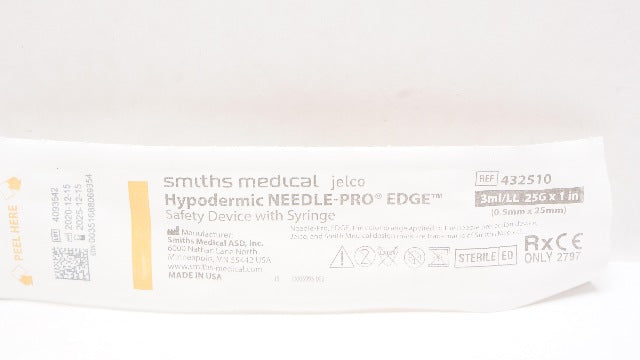 PEEL HERE
LOT 4093542
2020-12-15
2025-12-15
smiths medical jelco
Hypodermic NEEDLE-PRO® EDGE™
Safety Device with Syringe
Manufacturer:
Smiths Medical ASD, Inc.
6000 Nathan Lane North
Minneapolis, MN 55442 USA
www.smiths-medical.com
MADE IN USA
REF 432510
3ml/LL 25G x 1 in
(0.5mm x 25mm)
STERILE EO
Rx ONLY
CE 2797